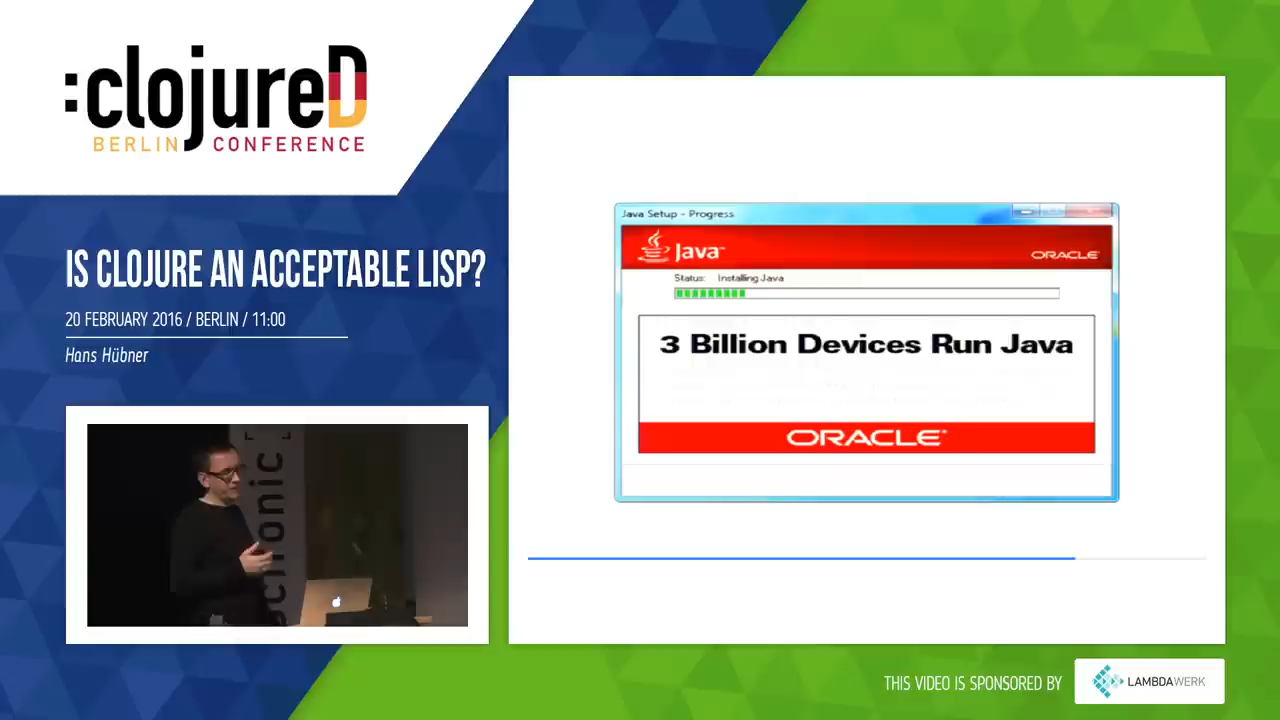 :clojureD
BERLIN CONFERENCE
IS CLOJURE AN ACCEPTABLE LISP?
20 FEBRUARY 2016 / BERLIN / 11:00
Hans Hübner
Java Setup - Progress
Java™
ORACLE
Status: Installing Java
3 Billion Devices Run Java
ORACLE
THIS VIDEO IS SPONSORED BY
LAMBDAWERK